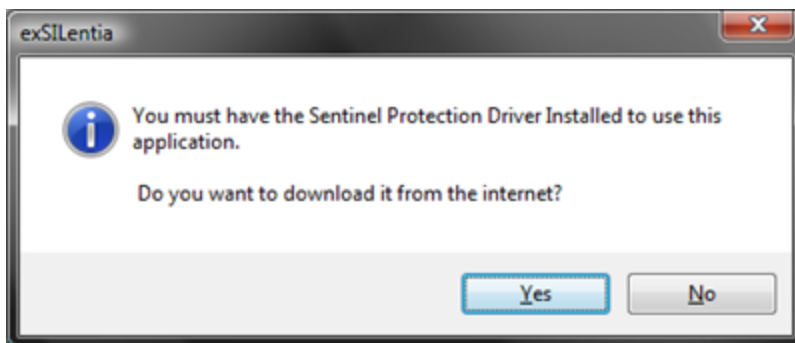 exSILentia
You must have the Sentinel Protection Driver Installed to use this
application.
Do you want to download it from the internet?
Yes
No